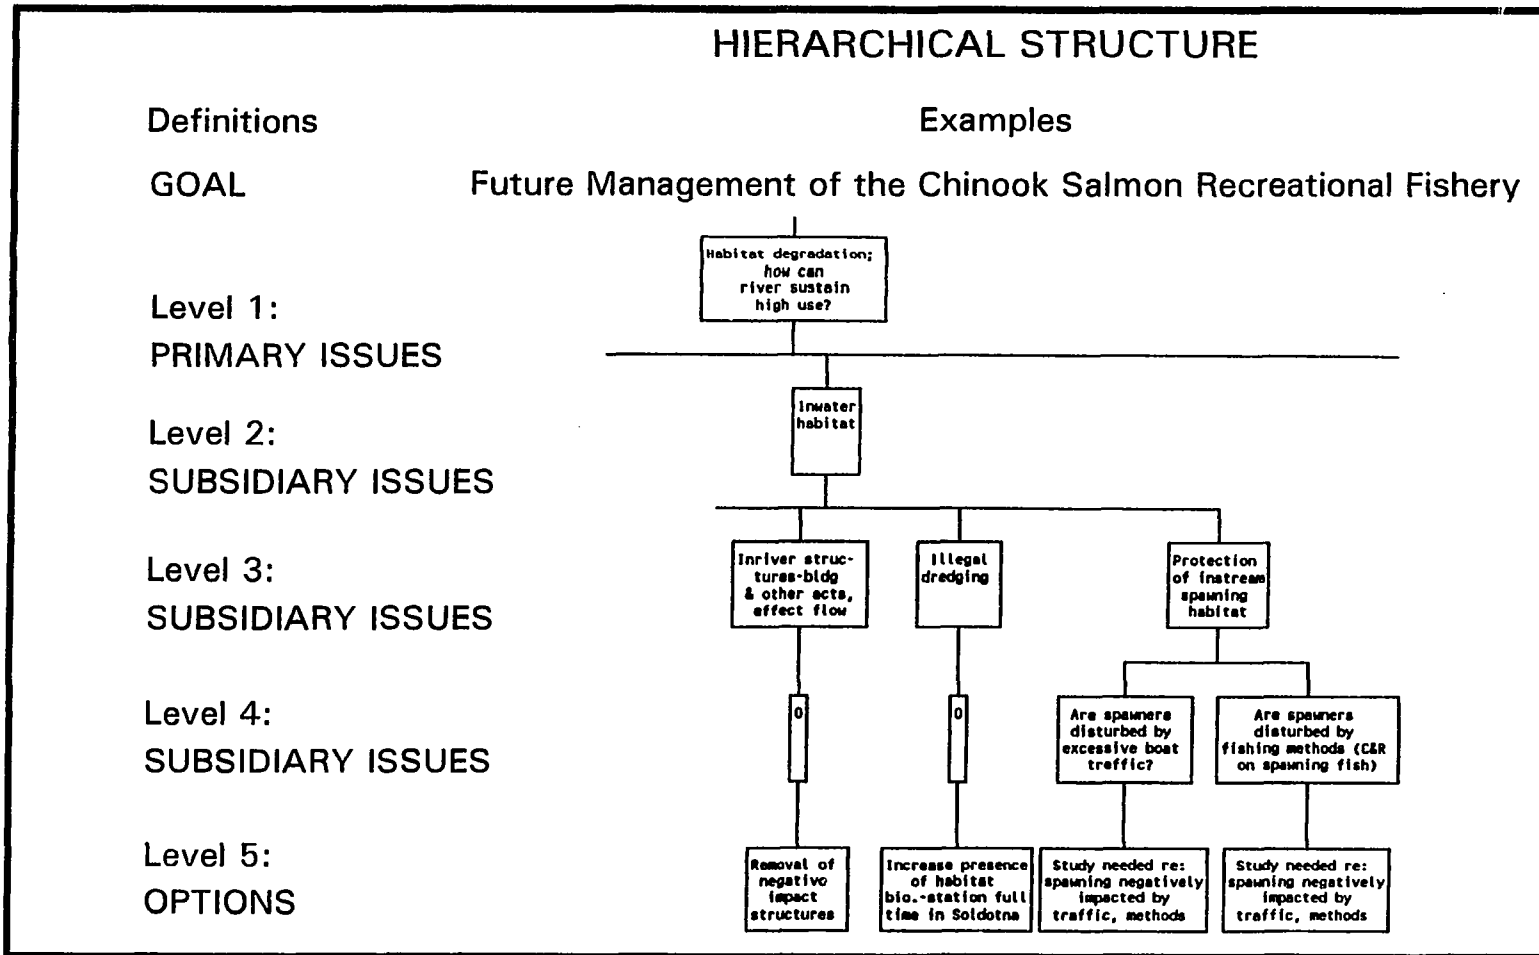 HIERARCHICAL STRUCTURE
Definitions
Examples
GOAL
Future Management of the Chinook Salmon Recreational Fishery
Habitat degradation;
how can
river sustain
high use?
Level 1:
PRIMARY ISSUES
Inwater
habitat
Level 2:
SUBSIDIARY ISSUES
Level 3:
SUBSIDIARY ISSUES
Inriver struc-
tures-bldg
& other acts,
effect flow
Illegal
dredging
Protection
of instream
spawning
habitat
Level 4:
SUBSIDIARY ISSUES
0
0
Are spawners
disturbed by
excessive boat
traffic?
Are spawners
disturbed by
fishing methods (C&R
on spawning fish)
Level 5:
OPTIONS
Removal of
negative
impact
structures
Increase presence
of habitat
bio.-station full
time in Soldotna
Study needed re:
spawning negatively
impacted by
traffic, methods
Study needed re:
spawning negatively
impacted by
traffic, methods